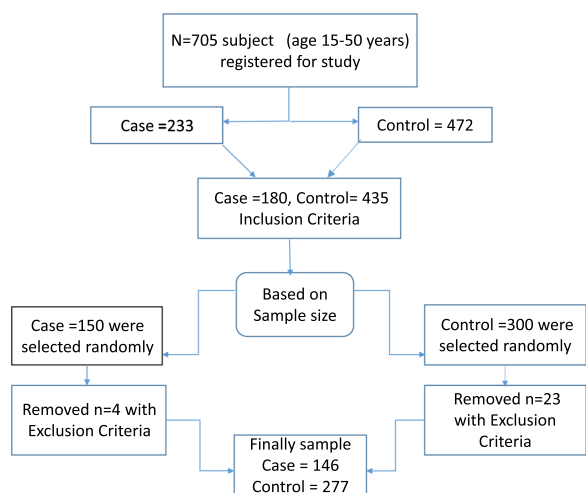 N=705 subject (age 15-50 years)
registered for study
Case =233
Control = 472
Case =180, Control= 435
Inclusion Criteria
Based on
Sample size
Case =150 were
selected randomly
Control =300 were
selected randomly
Removed n=4 with
Exclusion Criteria
Removed n=23
with Exclusion
Criteria
Finally sample
Case = 146
Control = 277